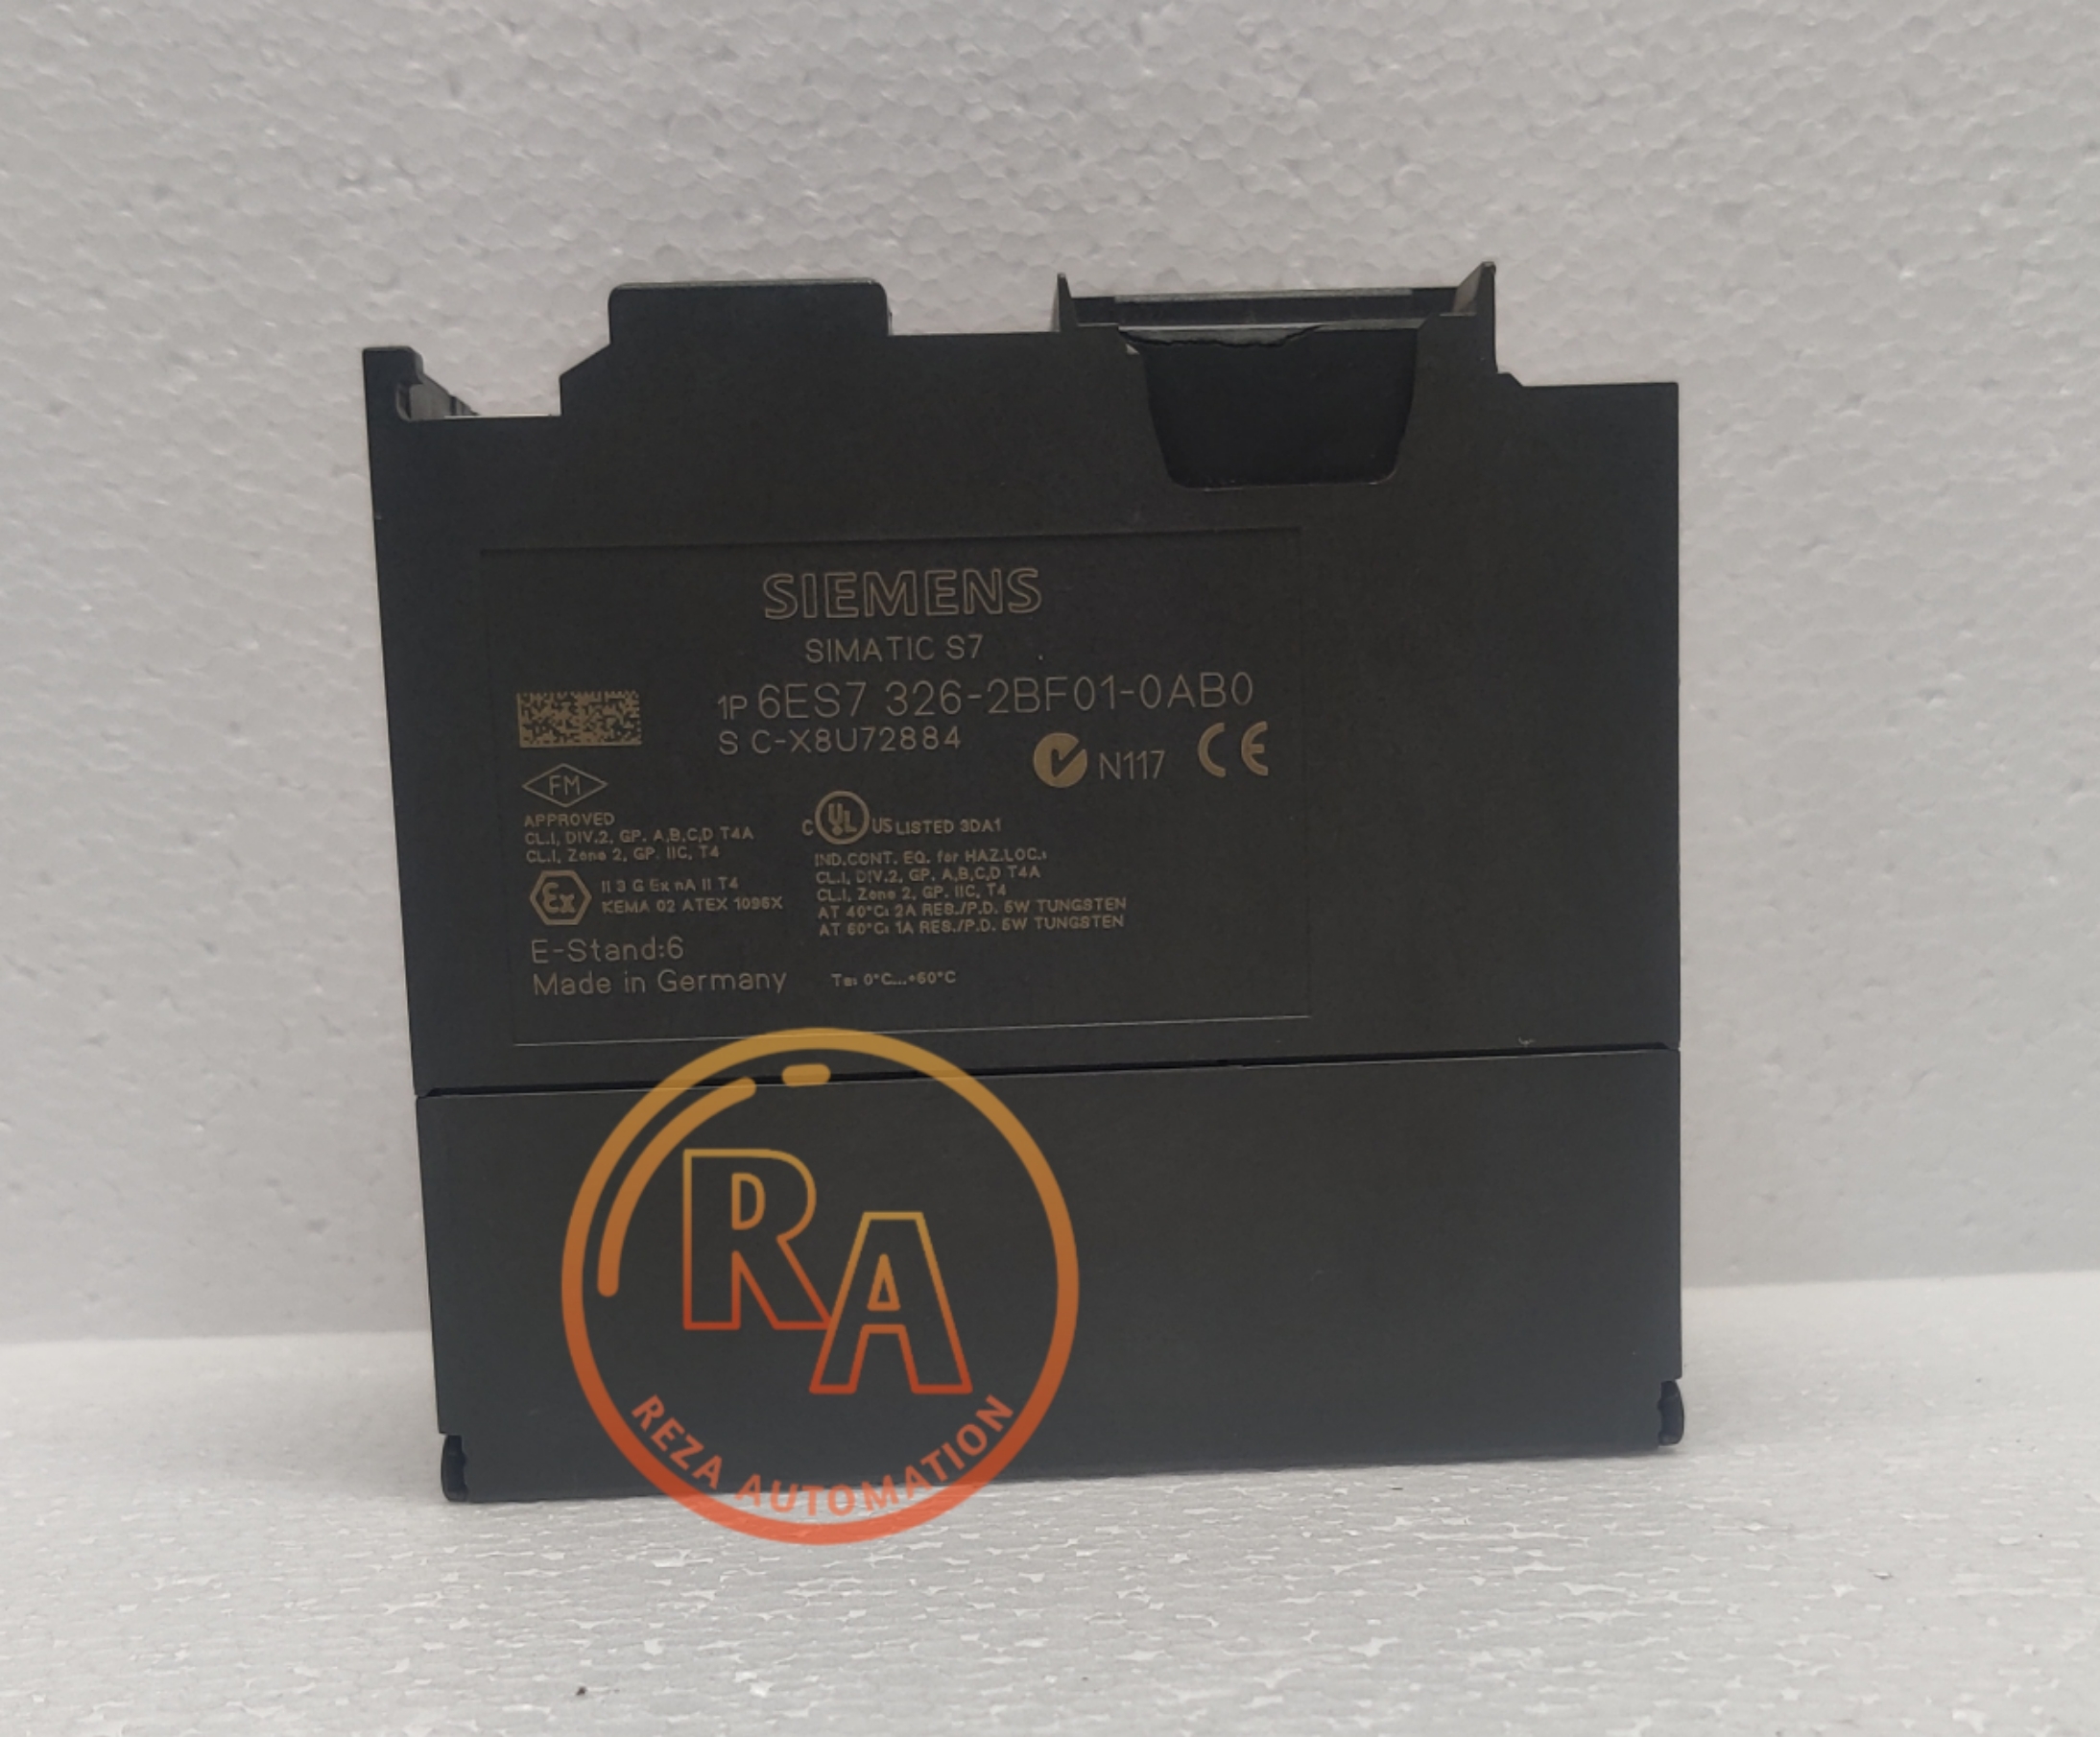 SIEMENS
SIMATIC S7
1P 6ES7 326-2BF01-0AB0
S C-X8U72884
N117 CE
FM
APPROVED
CL.I, DIV.2, GP. A,B,C,D T4A
CL.I, Zone 2, GP. IIC, T4
Ex
II 3 G Ex nA II T4
KEMA 02 ATEX 1096X
C UL US LISTED 3DA1
IND.CONT. EQ. for HAZ.LOC.:
CL.I, DIV.2, GP. A,B,C,D T4A
CL.I, Zone 2, GP. IIC, T4
AT 40°C: 2A RES./P.D. 5W TUNGSTEN
AT 60°C: 1A RES./P.D. 5W TUNGSTEN
E-Stand:6
Made in Germany
Ta: 0°C...+60°C
RA
REZA AUTOMATION